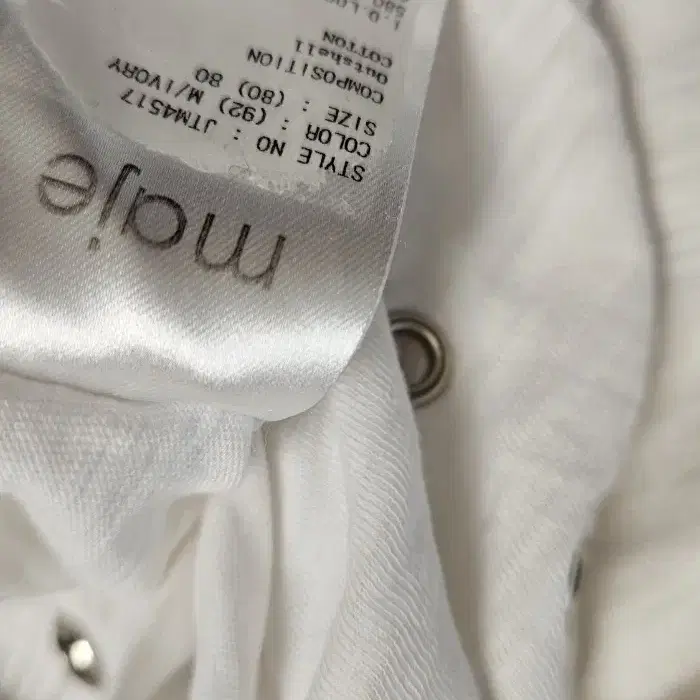 maje
STYLE NO : JTM4517
COLOR : (92) M/IVORY
SIZE : (80) 80
COMPOSITION
Outshell
COTTON